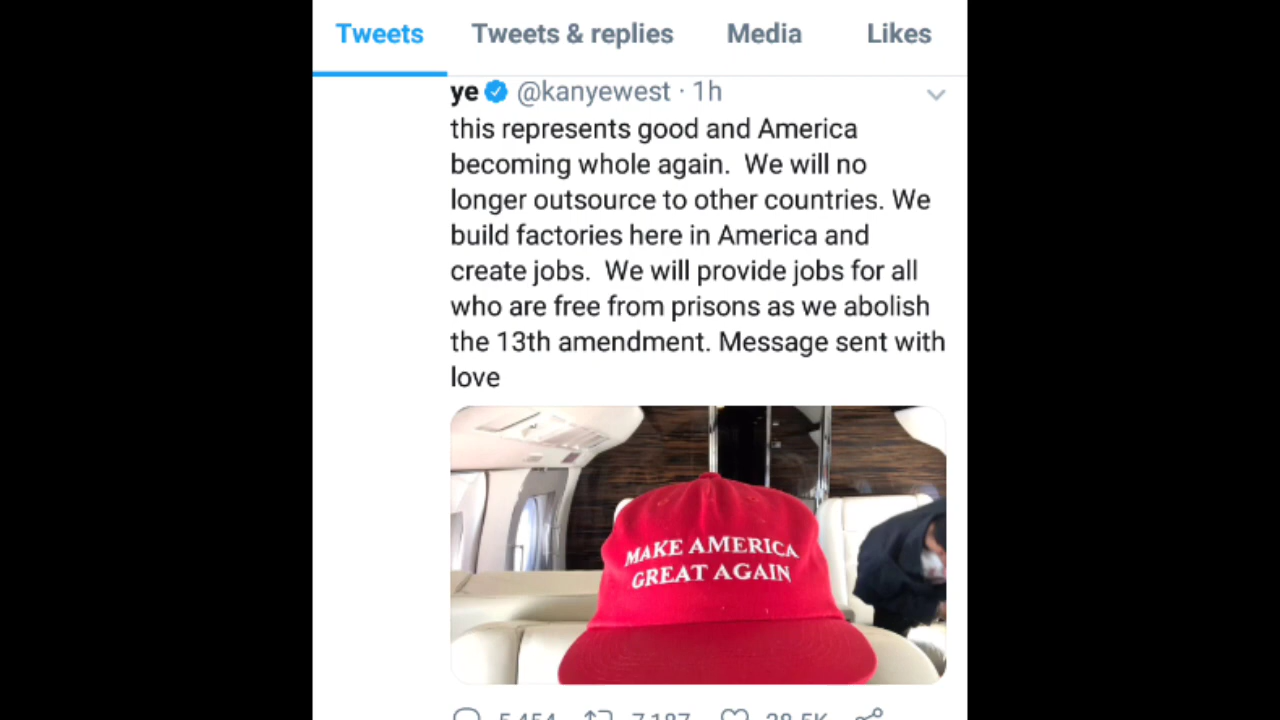 Tweets Tweets & replies Media Likes
ye @kanyewest · 1h
this represents good and America
becoming whole again. We will no
longer outsource to other countries. We
build factories here in America and
create jobs. We will provide jobs for all
who are free from prisons as we abolish
the 13th amendment. Message sent with
love
MAKE AMERICA
GREAT AGAIN